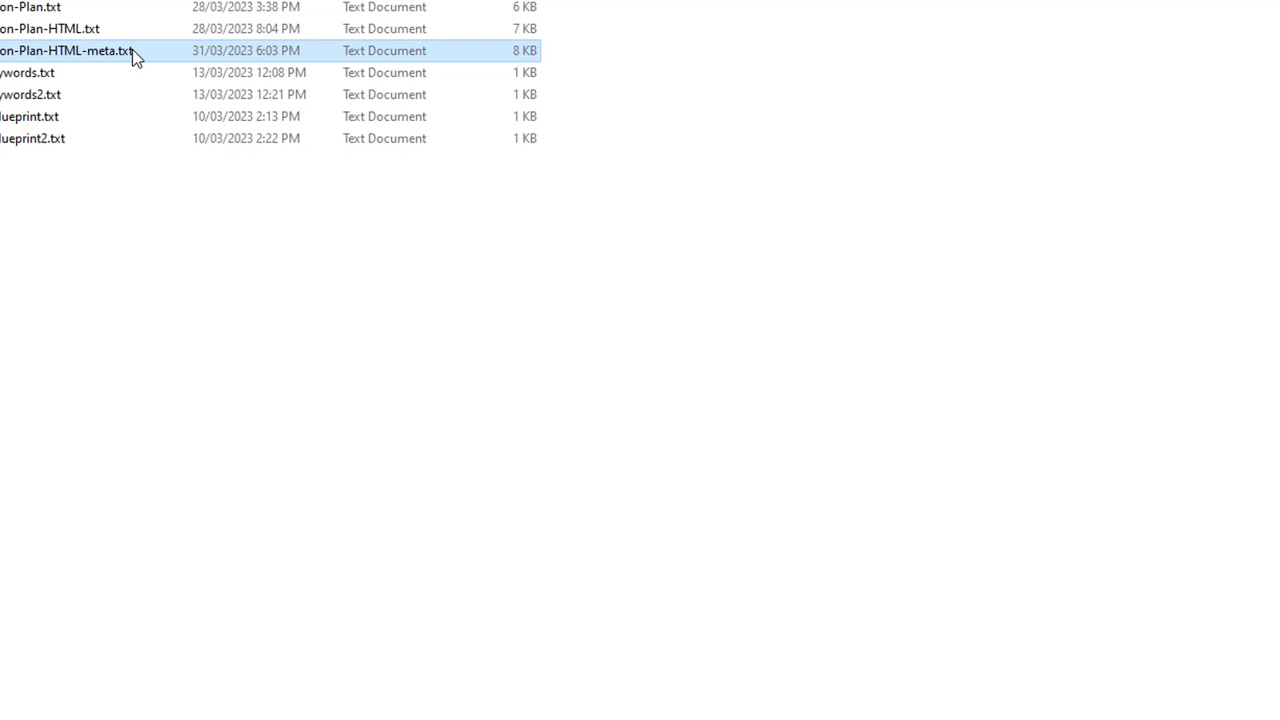 on-Plan.txt 28/03/2023 3:38 PM Text Document 6 KB
on-Plan-HTML.txt 28/03/2023 8:04 PM Text Document 7 KB
on-Plan-HTML-meta.txt 31/03/2023 6:03 PM Text Document 8 KB
ywords.txt 13/03/2023 12:08 PM Text Document 1 KB
ywords2.txt 13/03/2023 12:21 PM Text Document 1 KB
lueprint.txt 10/03/2023 2:13 PM Text Document 1 KB
lueprint2.txt 10/03/2023 2:22 PM Text Document 1 KB